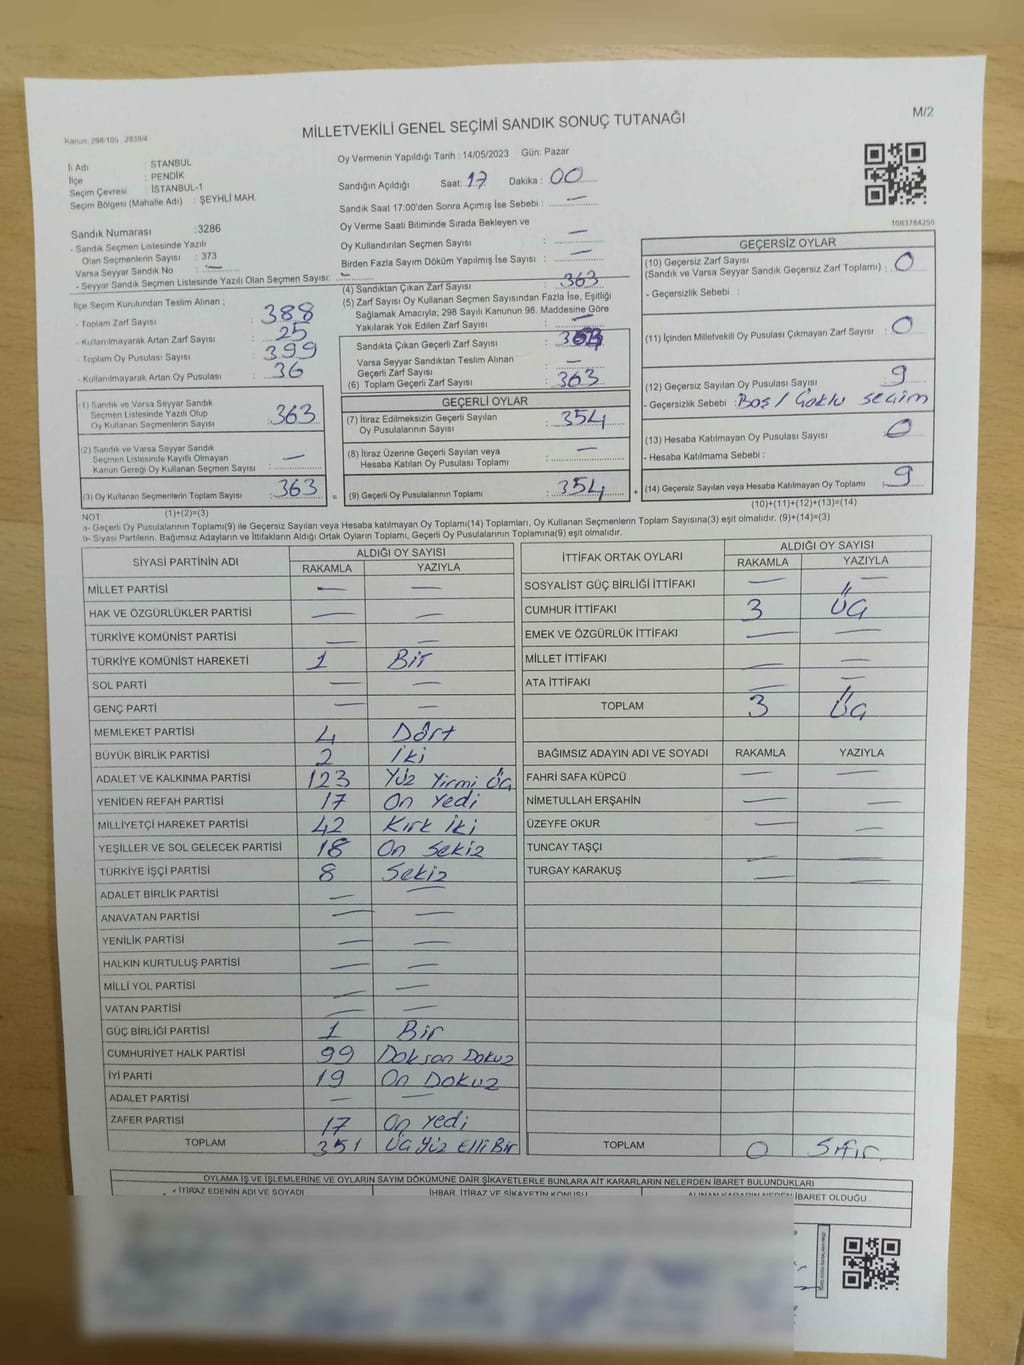 M/2
Kanun: 298/105 , 2839/4
MİLLETVEKİLİ GENEL SEÇİMİ SANDIK SONUÇ TUTANAĞI
İl Adı : STANBUL
İlçe : PENDİK
Seçim Çevresi : İSTANBUL-1
Seçim Bölgesi (Mahalle Adı) : ŞEYHLİ MAH.
Oy Vermenin Yapıldığı Tarih : 14/05/2023 Gün: Pazar
Sandığın Açıldığı Saat: 17 Dakika : 00
Sandık Saat 17:00'den Sonra Açımış İse Sebebi : —
Oy Verme Saati Bitiminde Sırada Bekleyen ve
Oy Kullandırılan Seçmen Sayısı : —
Birden Fazla Sayım Döküm Yapılmış İse Sayısı : —
1083784256
Sandık Numarası :3286
- Sandık Seçmen Listesinde Yazılı
Olan Seçmenlerin Sayısı : 373
Varsa Seyyar Sandık No : —
- Seyyar Sandık Seçmen Listesinde Yazılı Olan Seçmen Sayısı: —
İlçe Seçim Kurulundan Teslim Alınan ;
- Toplam Zarf Sayısı : 388
- Kullanılmayarak Artan Zarf Sayısı : 25
- Toplam Oy Pusulası Sayısı : 399
- Kullanılmayarak Artan Oy Pusulası : 36
(1) Sandık ve Varsa Seyyar Sandık
Seçmen Listesinde Yazılı Olup
Oy Kullanan Seçmenlerin Sayısı : 363
(2) Sandık ve Varsa Seyyar Sandık
Seçmen Listesinde Kayıtlı Olmayan
Kanun Gereği Oy Kullanan Seçmen Sayısı : —
(3) Oy Kullanan Seçmenlerin Toplam Sayısı : 363
(1)+(2)=(3)
(4) Sandıktan Çıkan Zarf Sayısı : 363
(5) Zarf Sayısı Oy Kullanan Seçmen Sayısından Fazla İse, Eşitliği
Sağlamak Amacıyla; 298 Sayılı Kanunun 98. Maddesine Göre
Yakılarak Yok Edilen Zarf Sayısı : —
Sandıkta Çıkan Geçerli Zarf Sayısı :
Varsa Seyyar Sandıktan Teslim Alınan
Geçerli Zarf Sayısı : —
(6) Toplam Geçerli Zarf Sayısı : 363
GEÇERLİ OYLAR
(7) İtiraz Edilmeksizin Geçerli Sayılan
Oy Pusulalarının Sayısı : 354
(8) İtiraz Üzerine Geçerli Sayılan veya
Hesaba Katılan Oy Pusulası Toplamı : —
= (9) Geçerli Oy Pusulalarının Toplamı : 354 +
GEÇERSİZ OYLAR
(10) Geçersiz Zarf Sayısı
(Sandık ve Varsa Seyyar Sandık Geçersiz Zarf Toplamı) : 0
- Geçersizlik Sebebi :
(11) İçinden Milletvekili Oy Pusulası Çıkmayan Zarf Sayısı : 0
(12) Geçersiz Sayılan Oy Pusulası Sayısı : 9
- Geçersizlik Sebebi : Boş / Çoklu seçim
(13) Hesaba Katılmayan Oy Pusulası Sayısı : 0
- Hesaba Katılmama Sebebi :
(14) Geçersiz Sayılan veya Hesaba Katılmayan Oy Toplamı : 9
(10)+(11)+(12)+(13)=(14)
NOT:
a- Geçerli Oy Pusulalarının Toplamı(9) ile Geçersiz Sayılan veya Hesaba katılmayan Oy Toplamı(14) Toplamları, Oy Kullanan Seçmenlerin Toplam Sayısına(3) eşit olmalıdır. (9)+(14)=(3)
b- Siyasi Partilerin, Bağımsız Adayların ve İttifakların Aldığı Ortak Oyların Toplamı, Geçerli Oy Pusulalarının Toplamına(9) eşit olmalıdır.
SİYASİ PARTİNİN ADI ALDIĞI OY SAYISI
RAKAMLA YAZIYLA
MİLLET PARTİSİ — —
HAK VE ÖZGÜRLÜKLER PARTİSİ — —
TÜRKİYE KOMÜNİST PARTİSİ — —
TÜRKİYE KOMÜNİST HAREKETİ 1 Bir
SOL PARTİ — —
GENÇ PARTİ — —
MEMLEKET PARTİSİ 4 Dört
BÜYÜK BİRLİK PARTİSİ 2 İki
ADALET VE KALKINMA PARTİSİ 123 Yüz Yirmi Üç
YENİDEN REFAH PARTİSİ 17 On Yedi
MİLLİYETÇİ HAREKET PARTİSİ 42 Kırk İki
YEŞİLLER VE SOL GELECEK PARTİSİ 18 On Sekiz
TÜRKİYE İŞÇİ PARTİSİ 8 Sekiz
ADALET BİRLİK PARTİSİ — —
ANAVATAN PARTİSİ — —
YENİLİK PARTİSİ — —
HALKIN KURTULUŞ PARTİSİ — —
MİLLİ YOL PARTİSİ — —
VATAN PARTİSİ — —
GÜÇ BİRLİĞİ PARTİSİ 1 Bir
CUMHURİYET HALK PARTİSİ 99 Doksan Dokuz
İYİ PARTİ 19 On Dokuz
ADALET PARTİSİ — —
ZAFER PARTİSİ 17 On Yedi
TOPLAM 351 Üç Yüz Elli Bir
İTTİFAK ORTAK OYLARI ALDIĞI OY SAYISI
RAKAMLA YAZIYLA
SOSYALİST GÜÇ BİRLİĞİ İTTİFAKI — —
CUMHUR İTTİFAKI 3 Üç
EMEK VE ÖZGÜRLÜK İTTİFAKI — —
MİLLET İTTİFAKI — —
ATA İTTİFAKI — —
TOPLAM 3 Üç
BAĞIMSIZ ADAYIN ADI VE SOYADI RAKAMLA YAZIYLA
FAHRİ SAFA KÜPCÜ — —
NİMETULLAH ERŞAHİN — —
ÜZEYFE OKUR — —
TUNCAY TAŞÇI — —
TURGAY KARAKUŞ — —
TOPLAM 0 Sıfır
OYLAMA İŞ VE İŞLEMLERİNE VE OYLARIN SAYIM DÖKÜMÜNE DAİR ŞİKAYETLERLE BUNLARA AİT KARARLARIN NELERDEN İBARET BULUNDUKLARI
İTİRAZ EDENİN ADI VE SOYADI İHBAR, İTİRAZ VE ŞİKAYETİN KONUSU ALINAN KARARIN NEDEN İBARET OLDUĞU